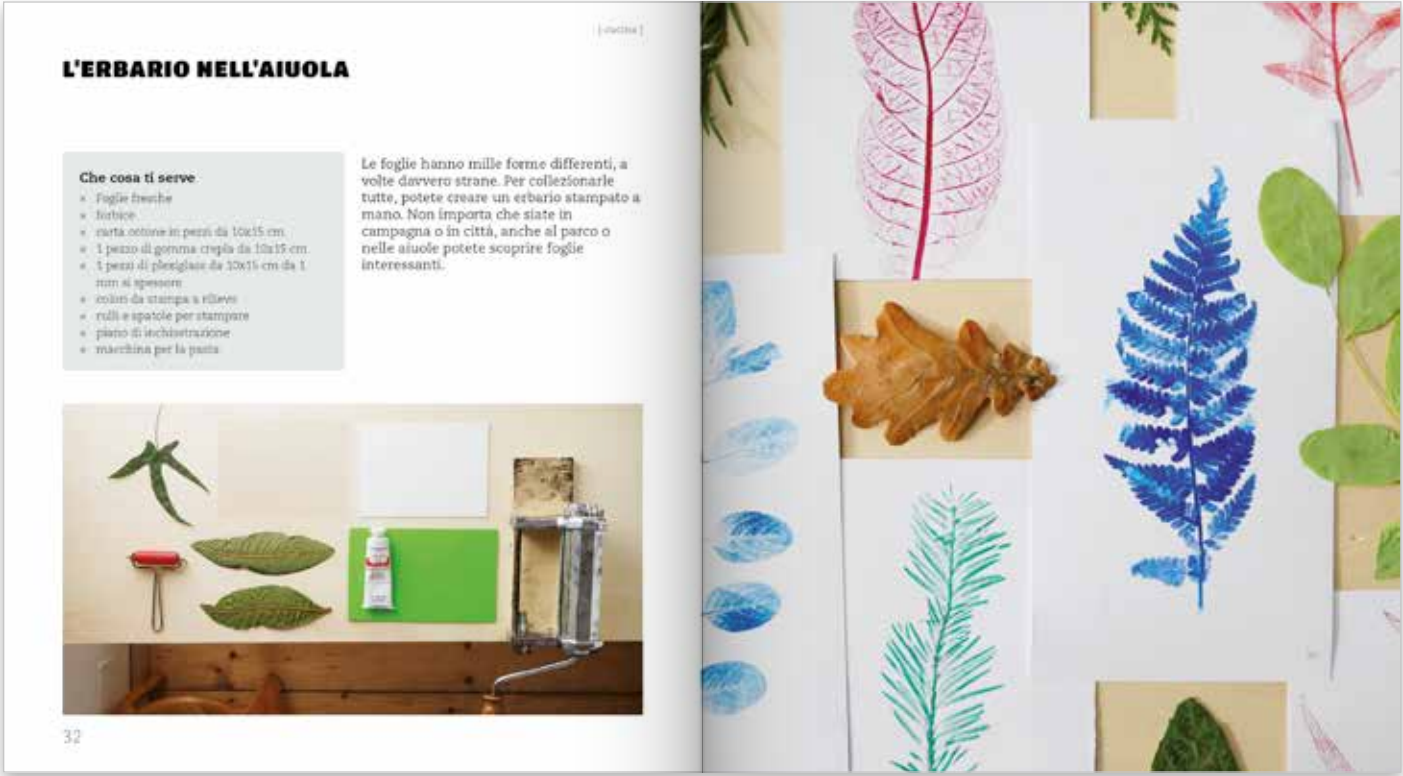 [ cucina ]
L'ERBARIO NELL'AIUOLA
Che cosa ti serve
Foglie fresche
forbice
carta cotone in pezzi da 10x15 cm
1 pezzo di gomma crepla da 10x15 cm
1 pezzi di plexiglass da 10x15 cm da 1
mm si spessore
colori da stampa a rilievo
rulli e spatole per stampare
piano di inchiostrazione
macchina per la pasta
Le foglie hanno mille forme differenti, a
volte davvero strane. Per collezionarle
tutte, potete creare un erbario stampato a
mano. Non importa che siate in
campagna o in città, anche al parco o
nelle aiuole potete scoprire foglie
interessanti.
32